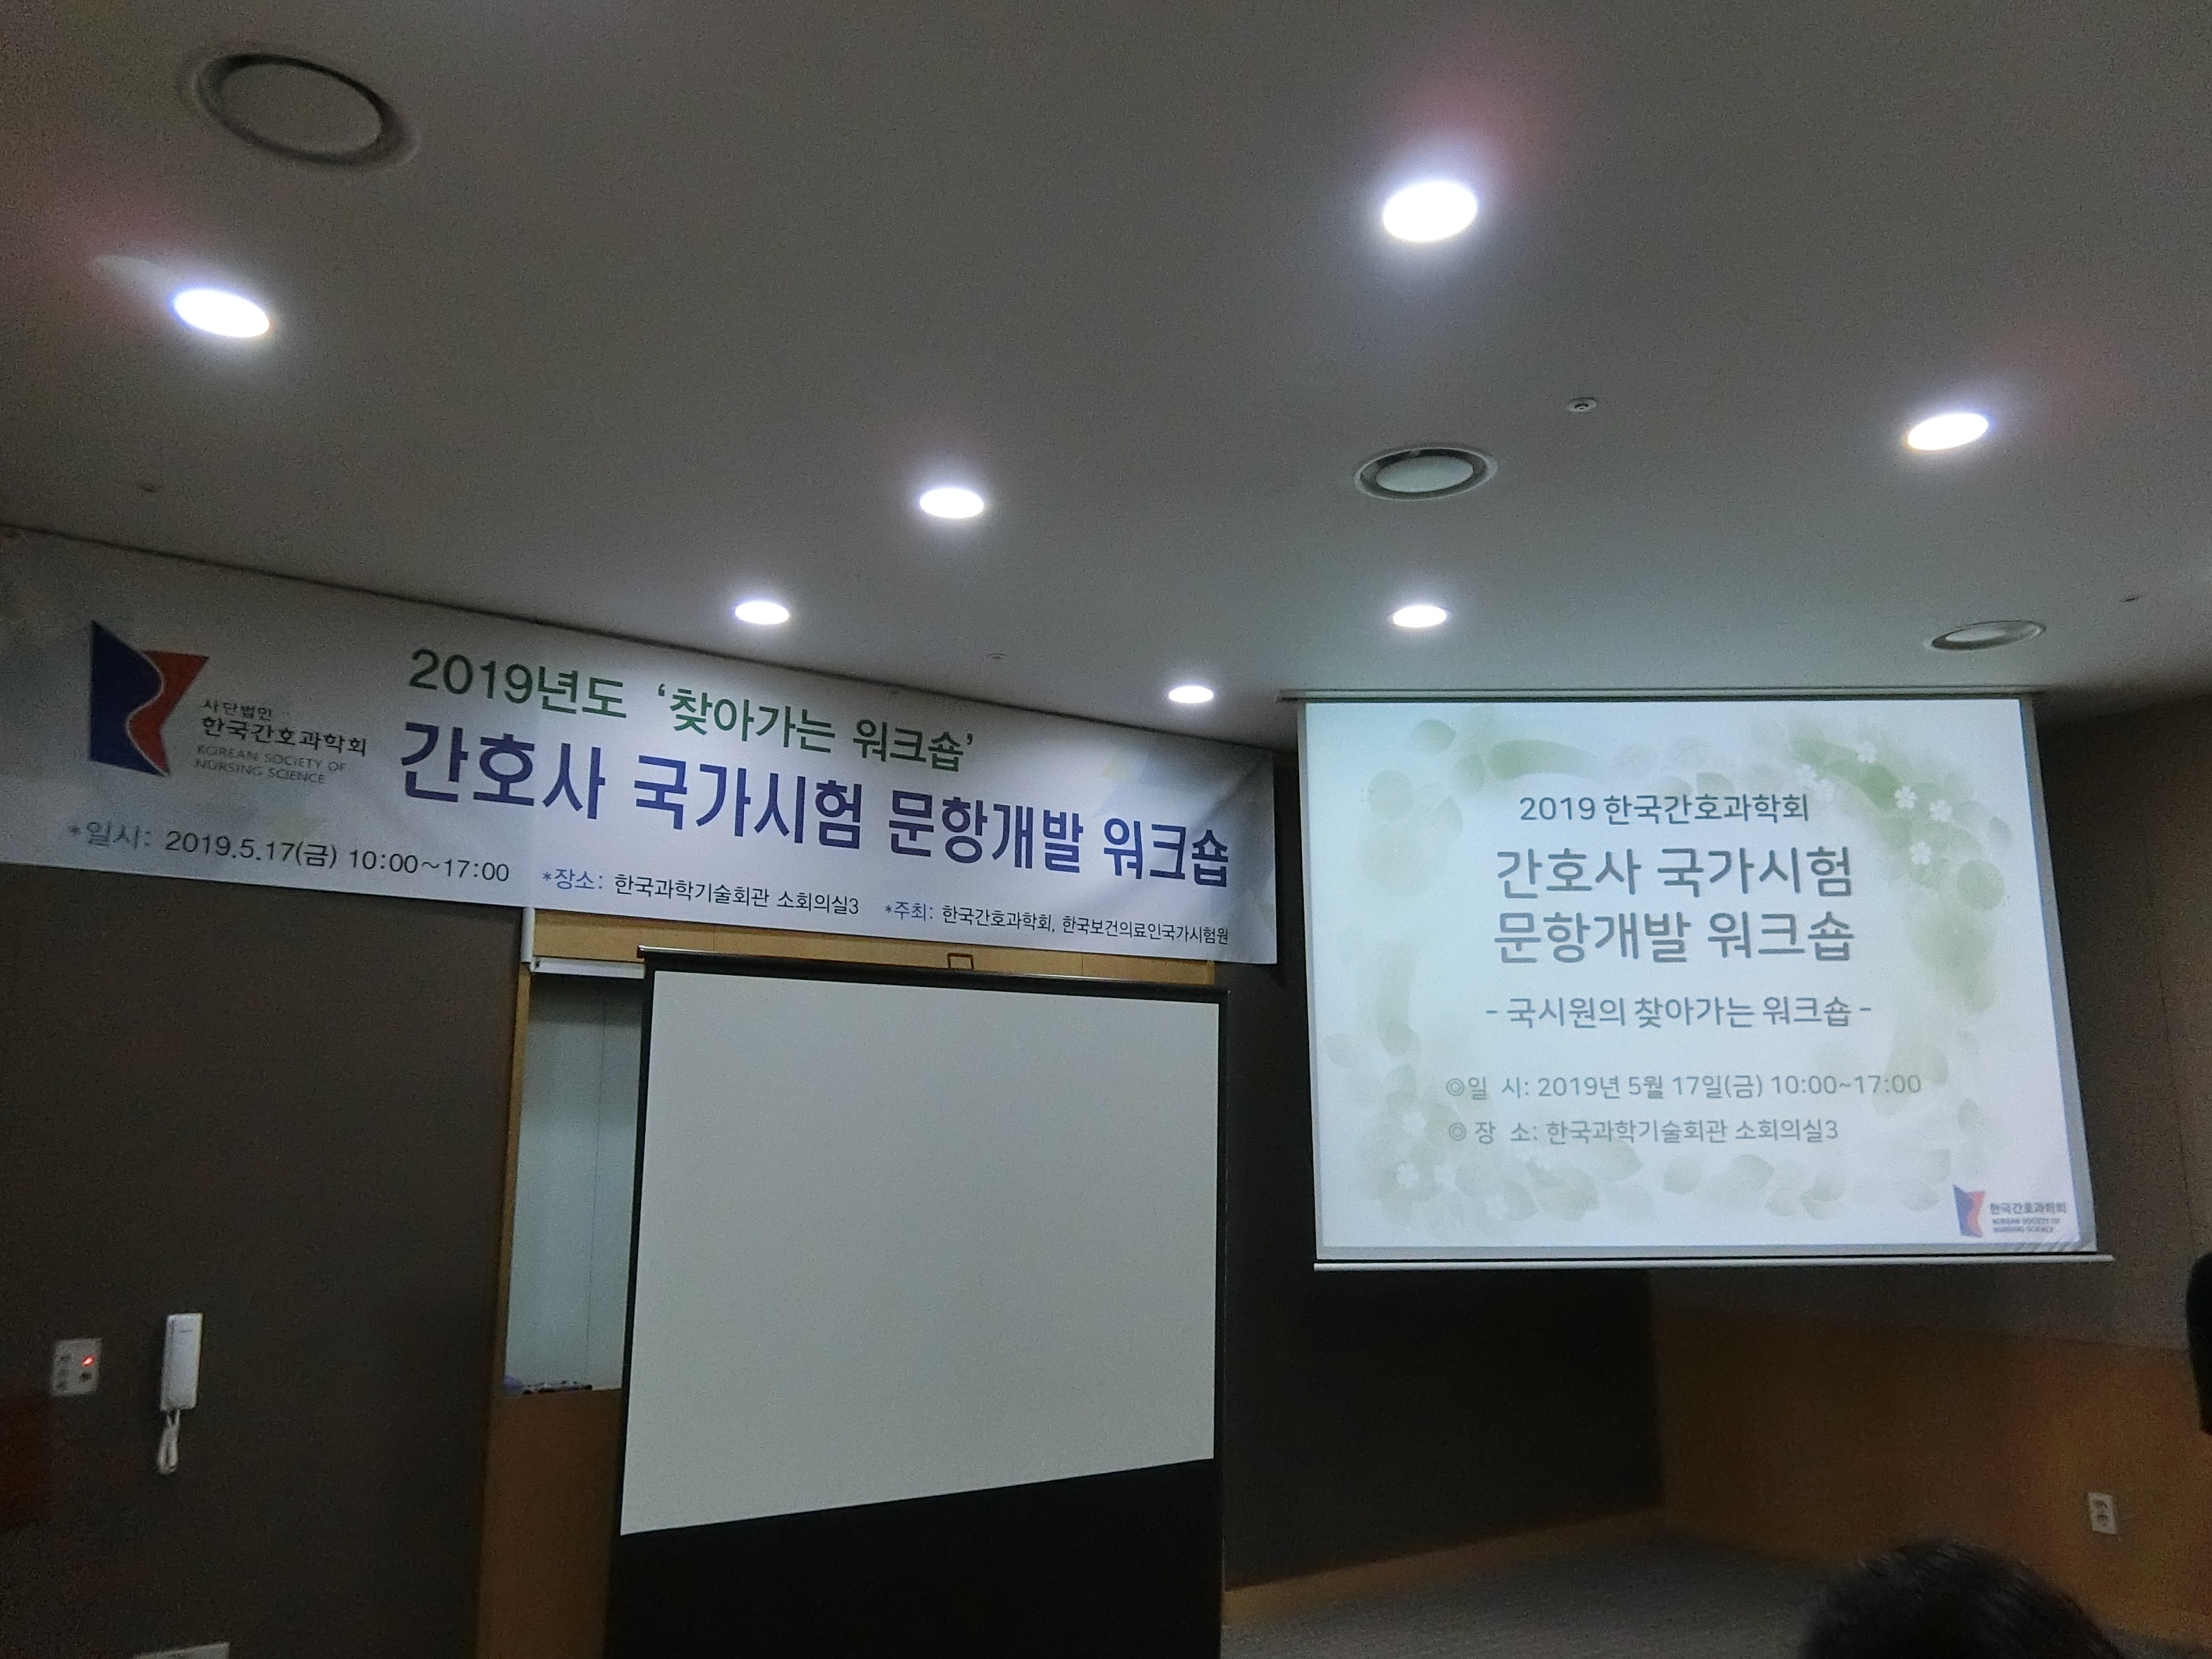 사단법인
한국간호과학회
KOREAN SOCIETY OF
NURSING SCIENCE
2019년도 '찾아가는 워크숍'
간호사 국가시험 문항개발 워크숍
*일시: 2019.5.17(금) 10:00~17:00 *장소: 한국과학기술회관 소회의실3 *주최: 한국간호과학회, 한국보건의료인국가시험원
2019 한국간호과학회
간호사 국가시험
문항개발 워크숍
- 국시원의 찾아가는 워크숍 -
◎일 시: 2019년 5월 17일(금) 10:00~17:00
◎ 장 소: 한국과학기술회관 소회의실3
한국간호과학회
KOREAN SOCIETY OF
NURSING SCIENCE